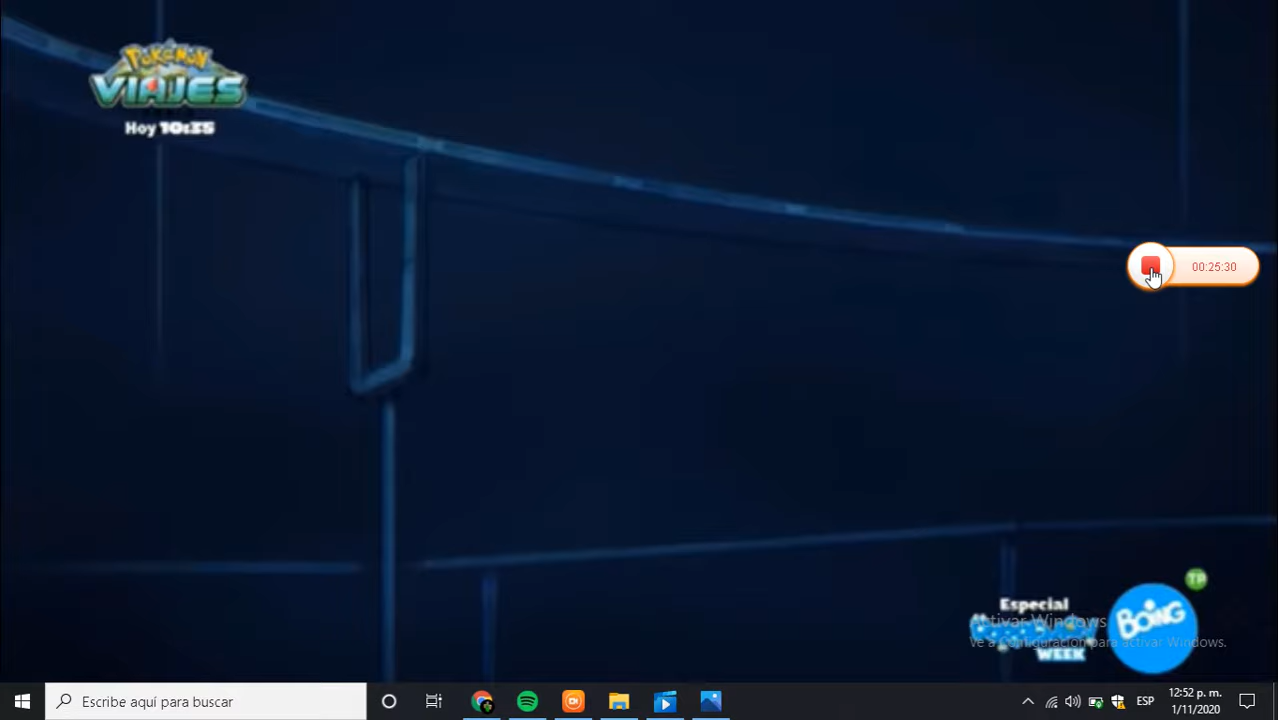 POKÉMON
VIAJES
Hoy 10:35
00:25:30
TP
Especial
BOING
WEEK
Activar Windows
Ve a Configuración para activar Windows.
Escribe aquí para buscar
ESP
12:52 p. m.
1/11/2020